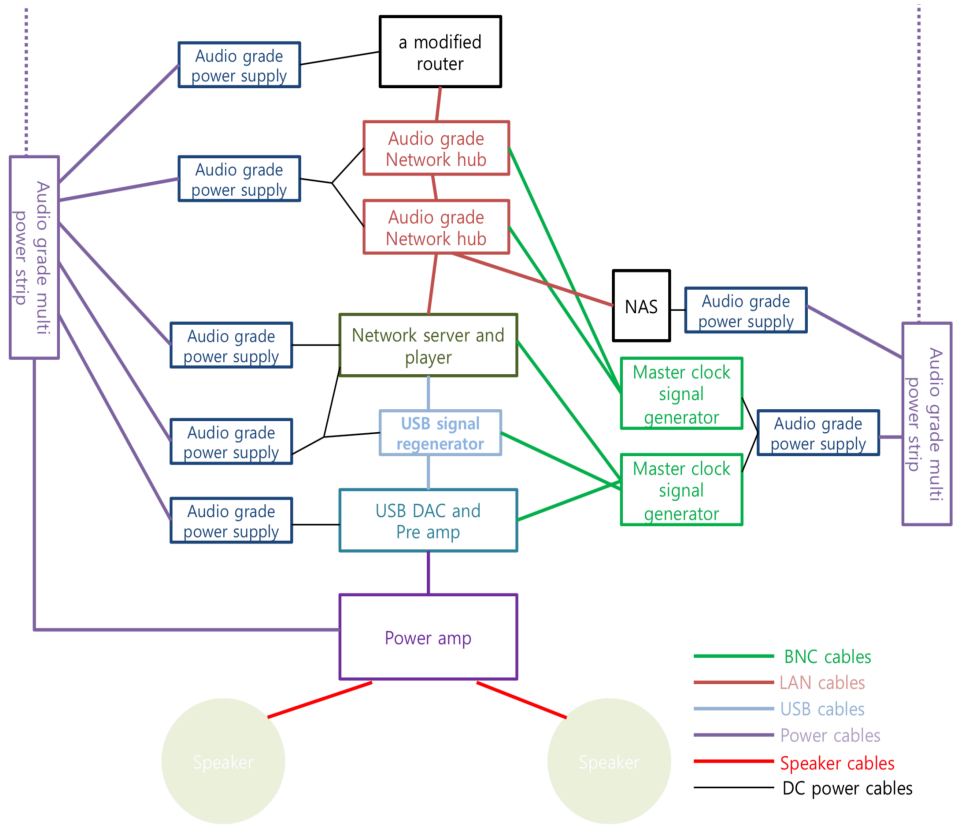 a modified
router
Audio grade
power supply
Audio grade
Network hub
Audio grade
power supply
Audio grade multi
power strip
Audio grade
Network hub
NAS
Audio grade
power supply
Network server and
player
Audio grade
power supply
Audio grade multi
power strip
Master clock
signal
generator
USB signal
regenerator
Audio grade
power supply
Audio grade
power supply
Master clock
signal
generator
USB DAC and
Pre amp
Audio grade
power supply
Power amp
BNC cables
LAN cables
USB cables
Power cables
Speaker cables
DC power cables
Speaker
Speaker